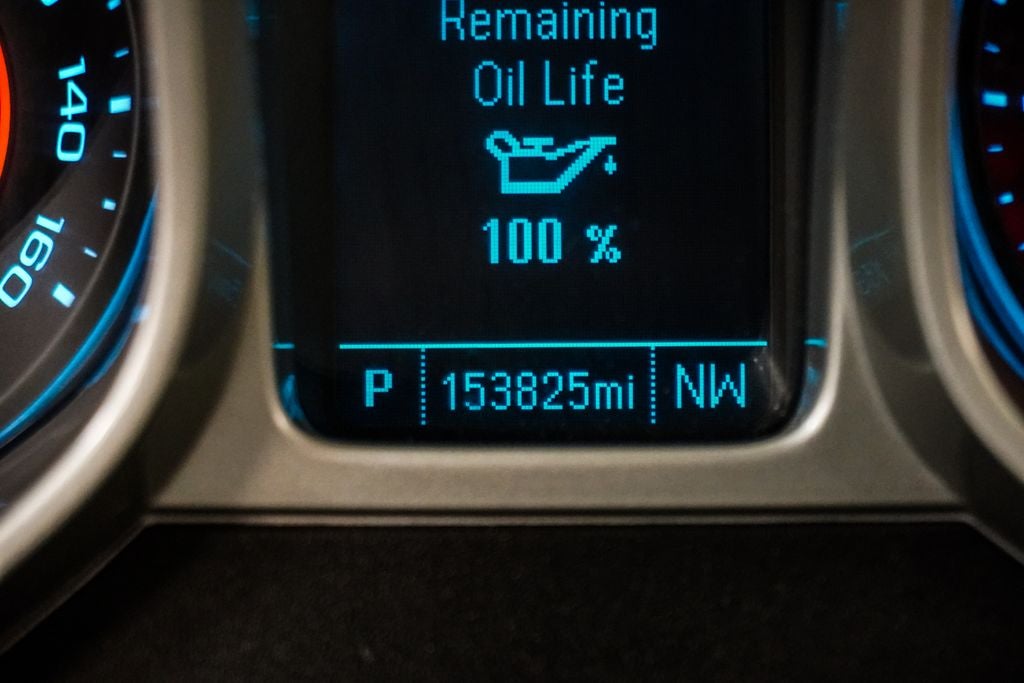 Remaining
Oil Life
100 %
P 153825mi NW
140
160